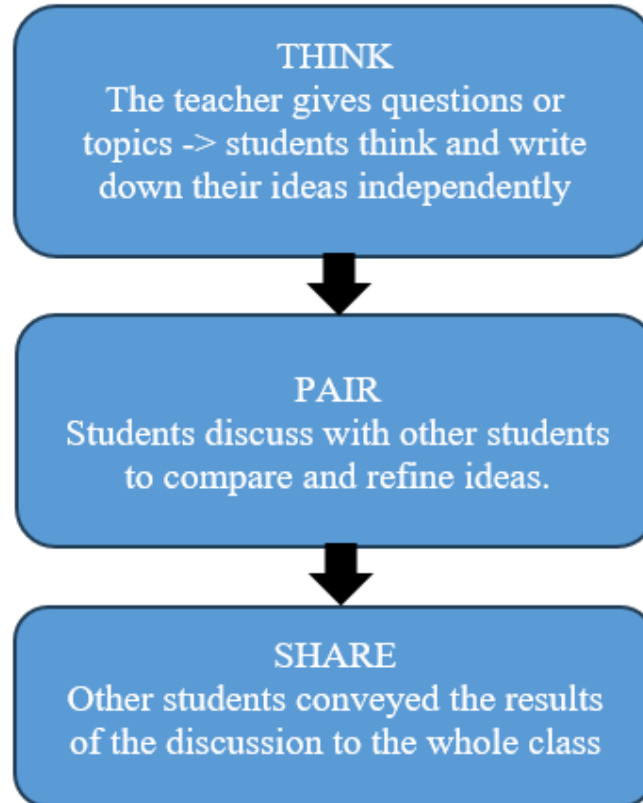 THINK
The teacher gives questions or
topics -> students think and write
down their ideas independently
PAIR
Students discuss with other students
to compare and refine ideas.
SHARE
Other students conveyed the results
of the discussion to the whole class